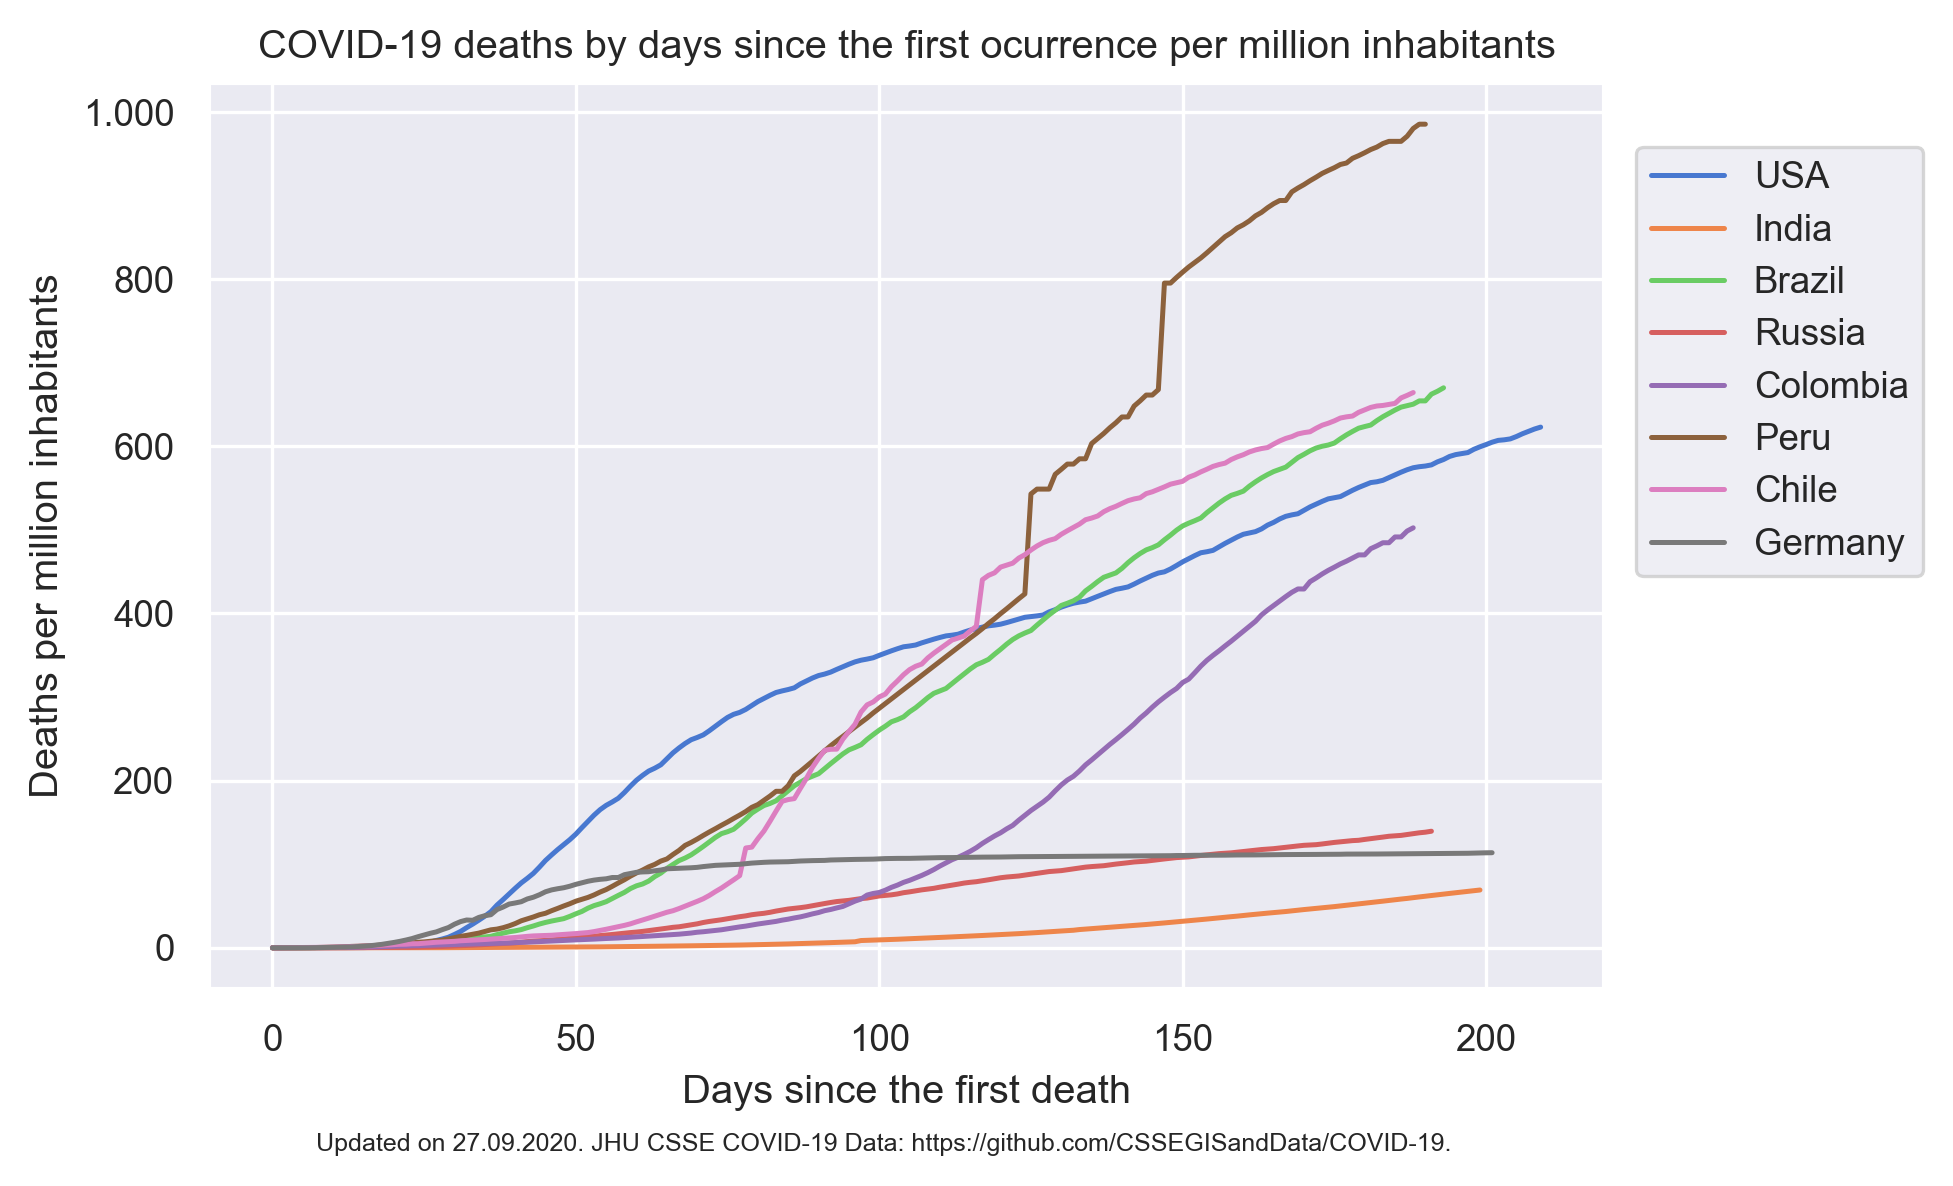 COVID-19 deaths by days since the first ocurrence per million inhabitants
Deaths per million inhabitants
1.000
800
600
400
200
0
0 50 100 150 200
Days since the first death
USA
India
Brazil
Russia
Colombia
Peru
Chile
Germany
Updated on 27.09.2020. JHU CSSE COVID-19 Data: https://github.com/CSSEGISandData/COVID-19.